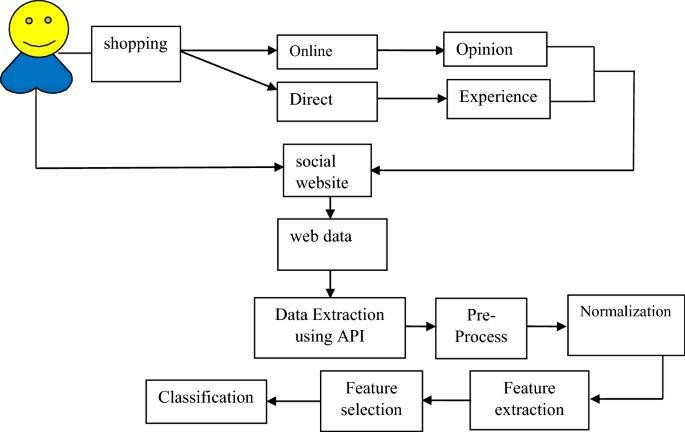 shopping
Online
Opinion
Direct
Experience
social
website
web data
Data Extraction
using API
Pre-
Process
Normalization
Feature
extraction
Feature
selection
Classification